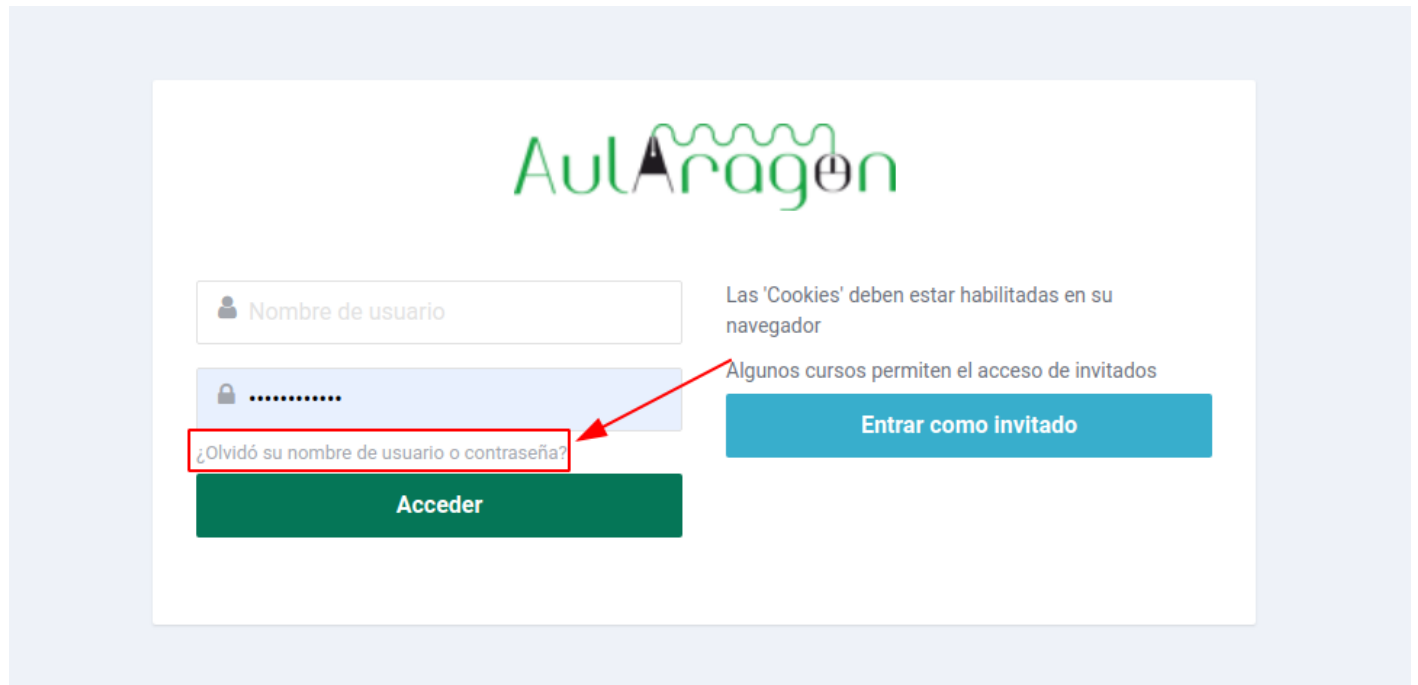 AulAragón
Nombre de usuario
••••••••••••
¿Olvidó su nombre de usuario o contraseña?
Acceder
Las 'Cookies' deben estar habilitadas en su
navegador
Algunos cursos permiten el acceso de invitados
Entrar como invitado